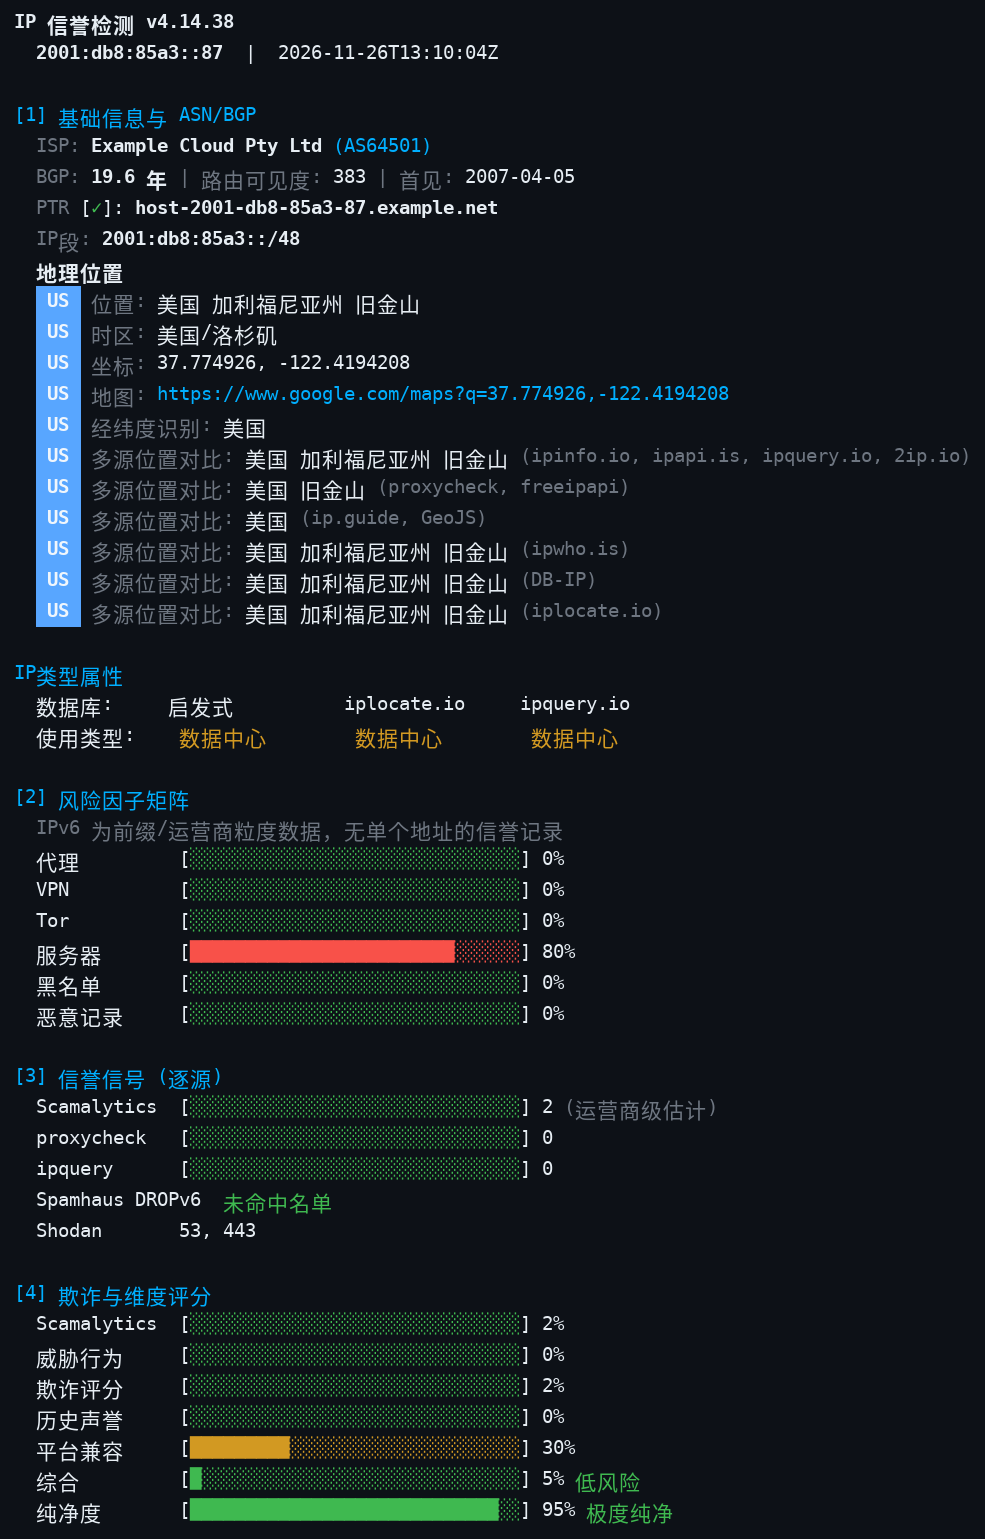 IP 信誉检测 v4.14.38
2001:db8:85a3::87 | 2026-11-26T13:10:04Z
[1] 基础信息与 ASN/BGP
ISP: Example Cloud Pty Ltd (AS64501)
BGP: 19.6 年 | 路由可见度: 383 | 首见: 2007-04-05
PTR [✓]: host-2001-db8-85a3-87.example.net
IP段: 2001:db8:85a3::/48
地理位置
US 位置: 美国 加利福尼亚州 旧金山
US 时区: 美国/洛杉矶
US 坐标: 37.774926, -122.4194208
US 地图: https://www.google.com/maps?q=37.774926,-122.4194208
US 经纬度识别: 美国
US 多源位置对比: 美国 加利福尼亚州 旧金山 (ipinfo.io, ipapi.is, ipquery.io, 2ip.io)
US 多源位置对比: 美国 旧金山 (proxycheck, freeipapi)
US 多源位置对比: 美国 (ip.guide, GeoJS)
US 多源位置对比: 美国 加利福尼亚州 旧金山 (ipwho.is)
US 多源位置对比: 美国 加利福尼亚州 旧金山 (DB-IP)
US 多源位置对比: 美国 加利福尼亚州 旧金山 (iplocate.io)
IP类型属性
数据库: 启发式 iplocate.io ipquery.io
使用类型: 数据中心 数据中心 数据中心
[2] 风险因子矩阵
IPv6 为前缀/运营商粒度数据，无单个地址的信誉记录
代理 [░░░░░░░░░░░░░░░░░░░░░░░░░░░░░░] 0%
VPN [░░░░░░░░░░░░░░░░░░░░░░░░░░░░░░] 0%
Tor [░░░░░░░░░░░░░░░░░░░░░░░░░░░░░░] 0%
服务器 [████████████████████████░░░░░░] 80%
黑名单 [░░░░░░░░░░░░░░░░░░░░░░░░░░░░░░] 0%
恶意记录 [░░░░░░░░░░░░░░░░░░░░░░░░░░░░░░] 0%
[3] 信誉信号 (逐源)
Scamalytics [░░░░░░░░░░░░░░░░░░░░░░░░░░░░░░] 2 (运营商级估计)
proxycheck [░░░░░░░░░░░░░░░░░░░░░░░░░░░░░░] 0
ipquery [░░░░░░░░░░░░░░░░░░░░░░░░░░░░░░] 0
Spamhaus DROPv6 未命中名单
Shodan 53, 443
[4] 欺诈与维度评分
Scamalytics [░░░░░░░░░░░░░░░░░░░░░░░░░░░░░░] 2%
威胁行为 [░░░░░░░░░░░░░░░░░░░░░░░░░░░░░░] 0%
欺诈评分 [░░░░░░░░░░░░░░░░░░░░░░░░░░░░░░] 2%
历史声誉 [░░░░░░░░░░░░░░░░░░░░░░░░░░░░░░] 0%
平台兼容 [█████████░░░░░░░░░░░░░░░░░░░░░] 30%
综合 [█░░░░░░░░░░░░░░░░░░░░░░░░░░░░░] 5% 低风险
纯净度 [████████████████████████████░░] 95% 极度纯净